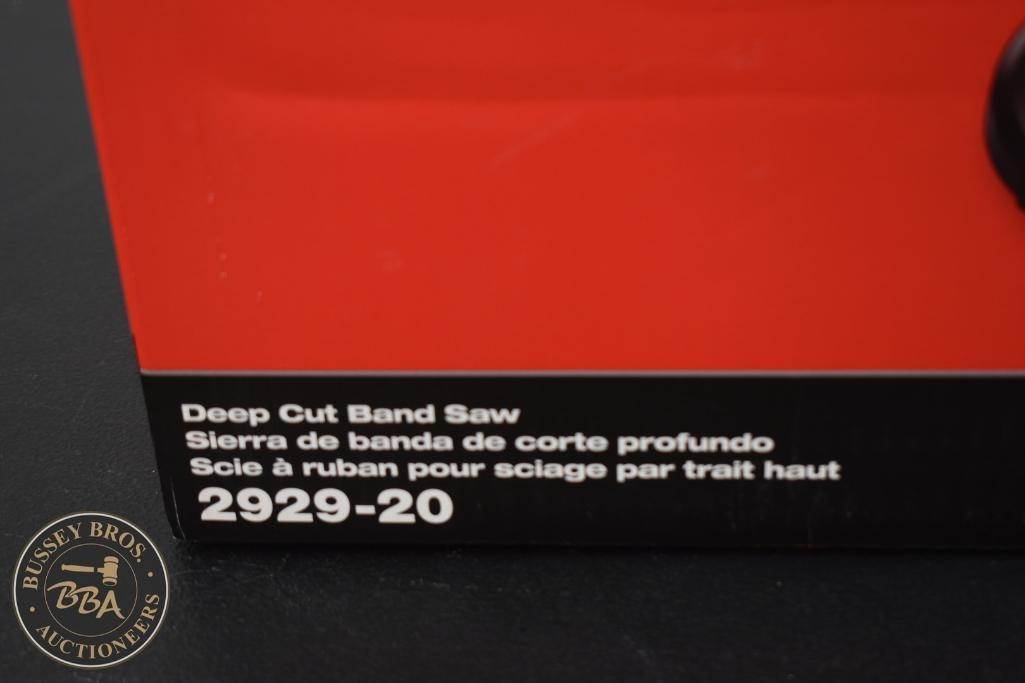 Deep Cut Band Saw
Sierra de banda de corte profundo
Scie à ruban pour sciage par trait haut
2929-20
BUSSEY BROS.
BBA
AUCTIONEERS